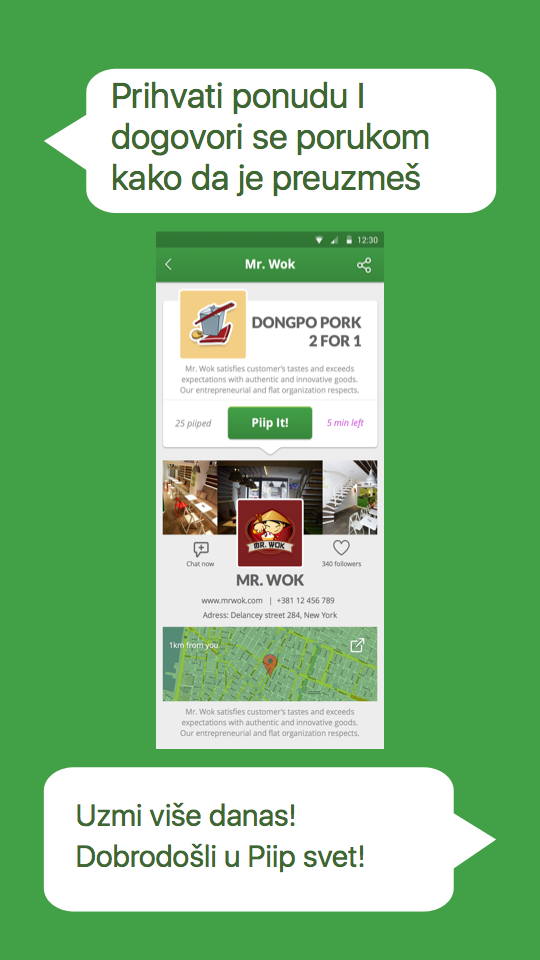 Prihvati ponudu I
dogovori se porukom
kako da je preuzmeš
12:30
Mr. Wok
DONGPO PORK
2 FOR 1
Mr. Wok satisfies customer's tastes and exceeds
expectations with authentic and innovative goods.
Our entrepreneurial and flat organization respects.
25 piiped
Piip It!
5 min left
MR. WOK
Chat now
340 followers
MR. WOK
www.mrwok.com | +381 12 456 789
Adress: Delancey street 284, New York
1km from you
Mr. Wok satisfies customer's tastes and exceeds
expectations with authentic and innovative goods.
Our entrepreneurial and flat organization respects.
Uzmi više danas!
Dobrodošli u Piip svet!